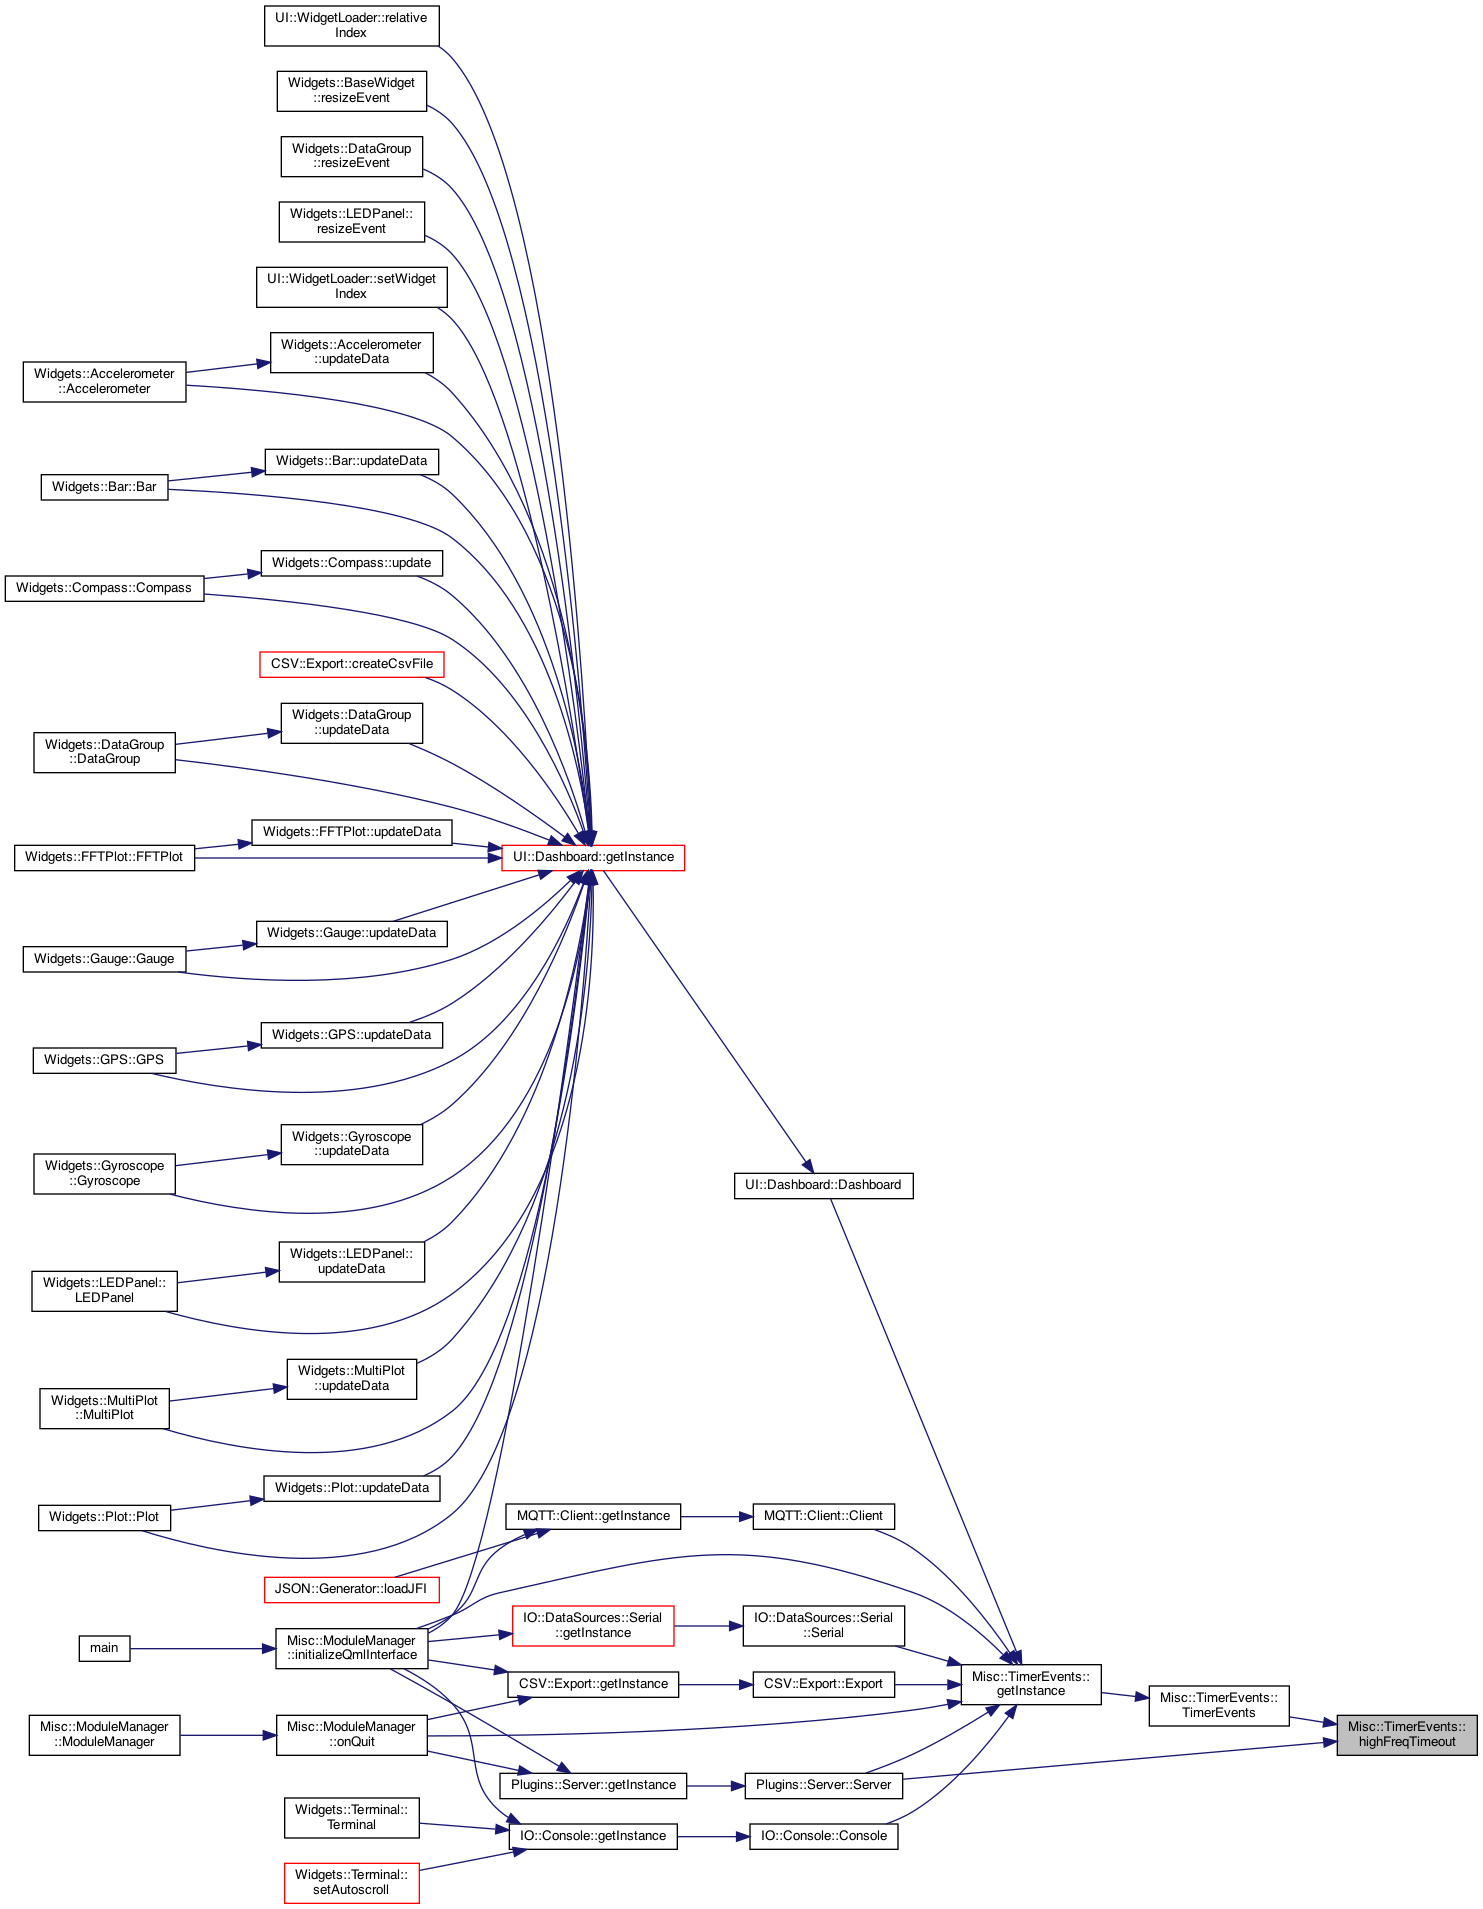 UI::WidgetLoader::relative
Index
Widgets::BaseWidget
::resizeEvent
Widgets::DataGroup
::resizeEvent
Widgets::LEDPanel::
resizeEvent
UI::WidgetLoader::setWidget
Index
Widgets::Accelerometer
::updateData
Widgets::Accelerometer
::Accelerometer
Widgets::Bar::updateData
Widgets::Bar::Bar
Widgets::Compass::update
Widgets::Compass::Compass
CSV::Export::createCsvFile
Widgets::DataGroup
::updateData
Widgets::DataGroup
::DataGroup
Widgets::FFTPlot::updateData
Widgets::FFTPlot::FFTPlot
UI::Dashboard::getInstance
Widgets::Gauge::updateData
Widgets::Gauge::Gauge
Widgets::GPS::updateData
Widgets::GPS::GPS
Widgets::Gyroscope
::updateData
Widgets::Gyroscope
::Gyroscope
UI::Dashboard::Dashboard
Widgets::LEDPanel::
updateData
Widgets::LEDPanel::
LEDPanel
Widgets::MultiPlot
::updateData
Widgets::MultiPlot
::MultiPlot
Widgets::Plot::updateData
Widgets::Plot::Plot
MQTT::Client::getInstance
MQTT::Client::Client
JSON::Generator::loadJFI
IO::DataSources::Serial
::getInstance
IO::DataSources::Serial
::Serial
main
Misc::ModuleManager
::initializeQmlInterface
CSV::Export::getInstance
CSV::Export::Export
Misc::TimerEvents::
getInstance
Misc::TimerEvents::
TimerEvents
Misc::TimerEvents::
highFreqTimeout
Misc::ModuleManager
::ModuleManager
Misc::ModuleManager
::onQuit
Plugins::Server::getInstance
Plugins::Server::Server
Widgets::Terminal::
Terminal
IO::Console::getInstance
IO::Console::Console
Widgets::Terminal::
setAutoscroll